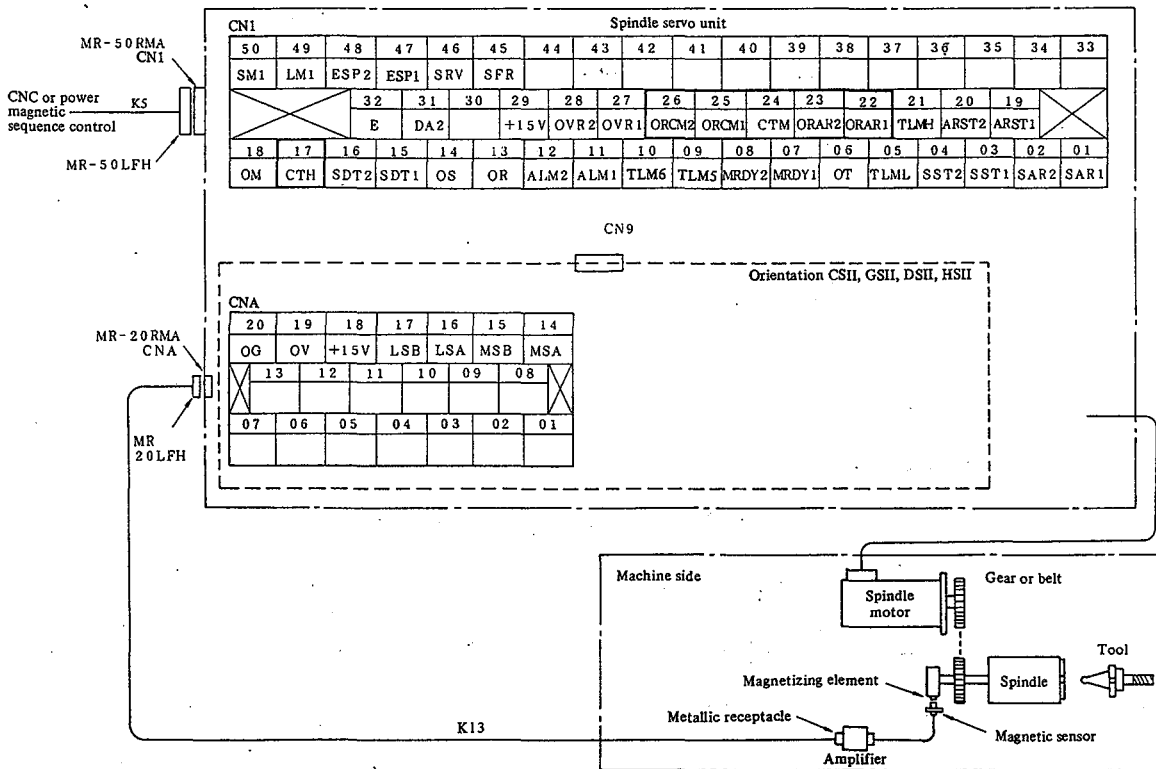 Spindle servo unit
CN1
MR-50RMA
CN1
CNC or power
magnetic
sequence control
K5
MR-50LFH
50 49 48 47 46 45 44 43 42 41 40 39 38 37 36 35 34 33
SM1 LM1 ESP2 ESP1 SRV SFR
32 31 30 29 28 27 26 25 24 23 22 21 20 19
E DA2 +15V OVR2 OVR1 ORCM2 ORCM1 CTM ORAR2 ORAR1 TLMH ARST2 ARST1
18 17 16 15 14 13 12 11 10 09 08 07 06 05 04 03 02 01
OM CTH SDT2 SDT1 OS OR ALM2 ALM1 TLM6 TLM5 MRDY2 MRDY1 OT TLML SST2 SST1 SAR2 SAR1
CN9
Orientation CSII, GSII, DSII, HSII
CNA
MR-20RMA
CNA
20 19 18 17 16 15 14
OG OV +15V LSB LSA MSB MSA
13 12 11 10 09 08
07 06 05 04 03 02 01
MR
20LFH
Machine side
Gear or belt
Spindle
motor
Tool
Spindle
Magnetizing element
Metallic receptacle
K13
Magnetic sensor
Amplifier